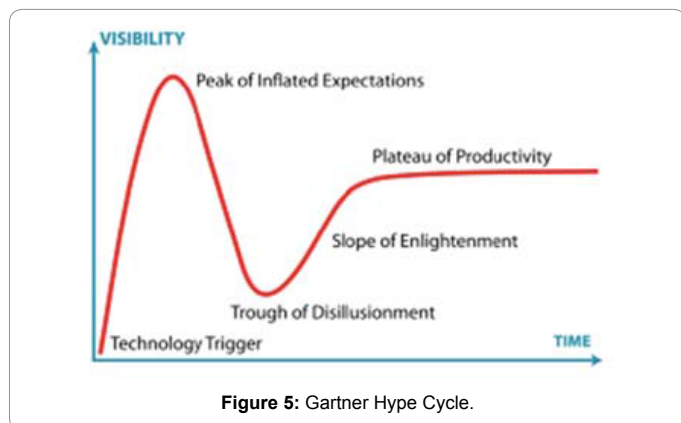 VISIBILITY
Peak of Inflated Expectations
Plateau of Productivity
Slope of Enlightenment
Trough of Disillusionment
Technology Trigger
TIME
Figure 5: Gartner Hype Cycle.